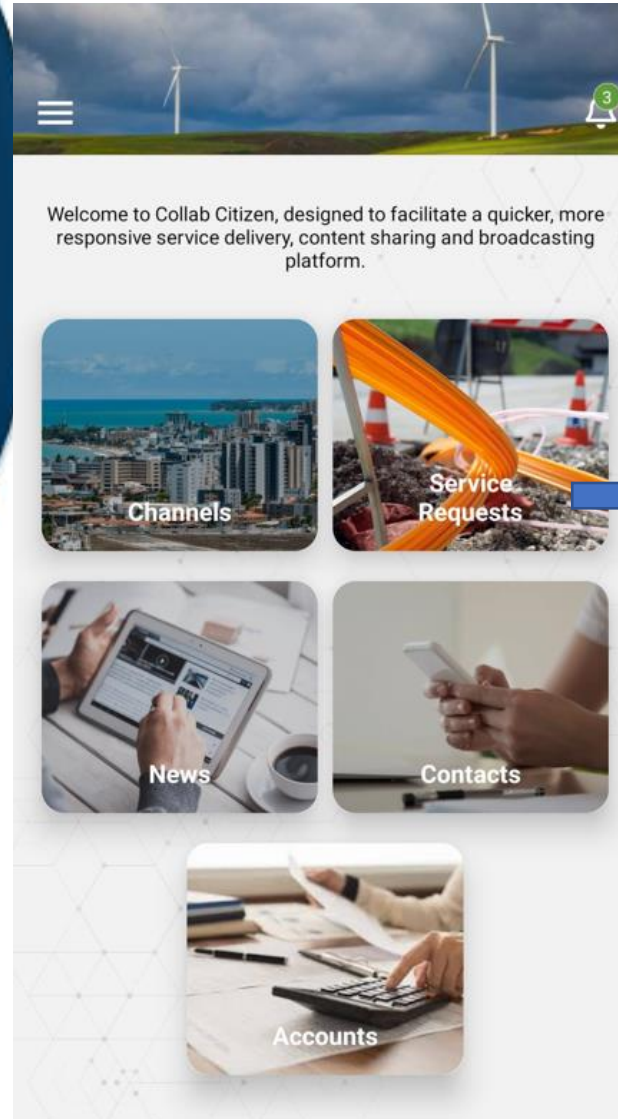 3
Welcome to Collab Citizen, designed to facilitate a quicker, more
responsive service delivery, content sharing and broadcasting
platform.
Channels
Service
Requests
News
Contacts
Accounts